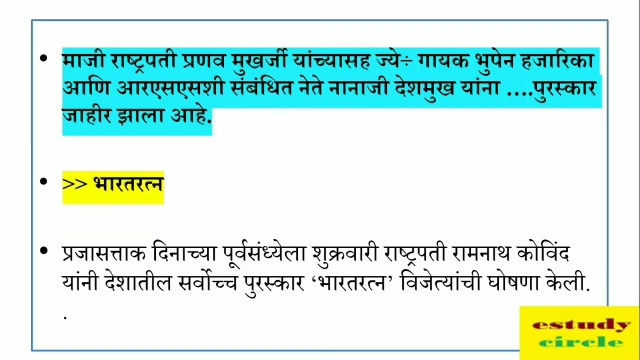 • माजी राष्ट्रपती प्रणव मुखर्जी यांच्यासह ज्ये÷ गायक भुपेन हजारिका
आणि आरएसएसशी संबंधित नेते नानाजी देशमुख यांना ….पुरस्कार
जाहीर झाला आहे.
• >> भारतरत्न
• प्रजासत्ताक दिनाच्या पूर्वसंध्येला शुक्रवारी राष्ट्रपती रामनाथ कोविंद
यांनी देशातील सर्वोच्च पुरस्कार ‘भारतरत्न’ विजेत्यांची घोषणा केली.
.
estudy
circle